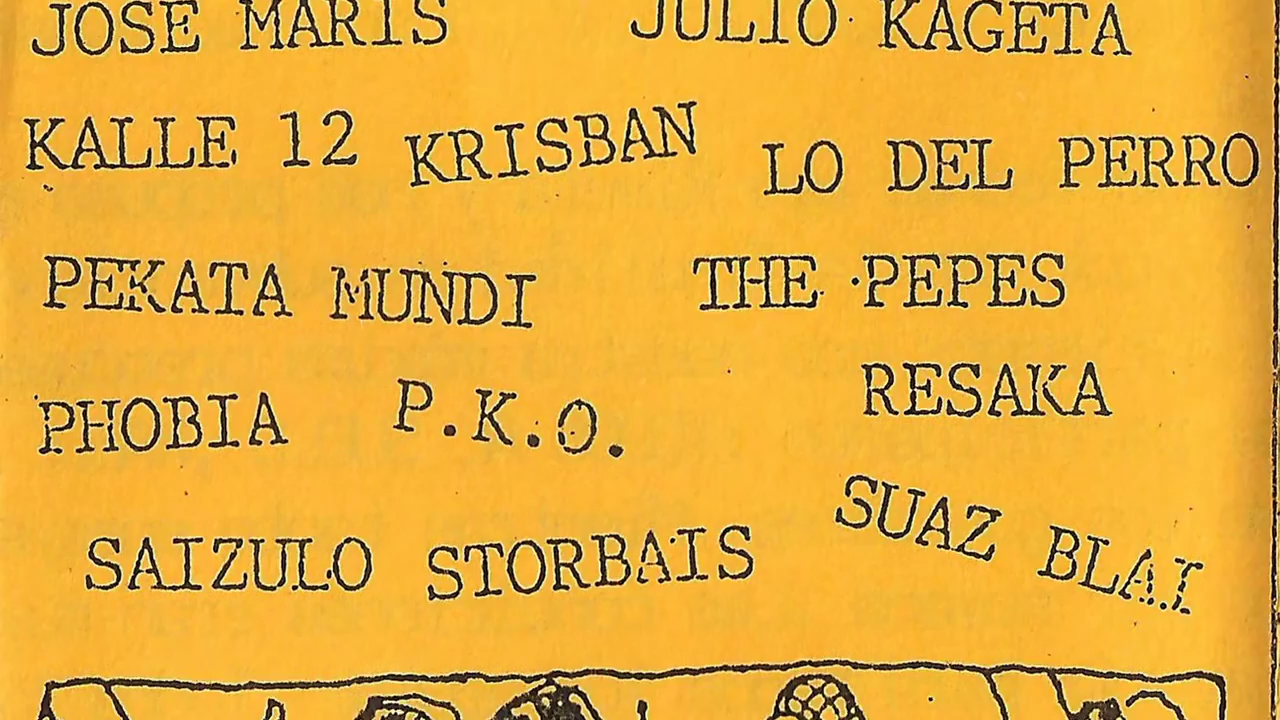 JOSE MARIS JULIO KAGETA
KALLE 12 KRISBAN LO DEL PERRO
PEKATA MUNDI THE PEPES
PHOBIA P.K.O. RESAKA
SAIZULO STORBAIS SUAZ BLAI